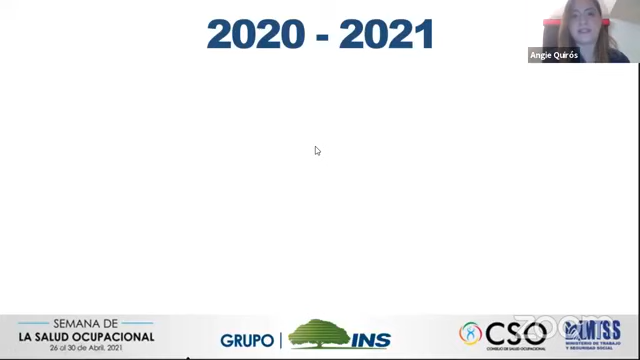 2020 - 2021
Angie Quirós
SEMANA DE
LA SALUD OCUPACIONAL
26 al 30 de Abril, 2021
GRUPO INS
CSO
CONSEJO DE SALUD OCUPACIONAL
MTSS
MINISTERIO DE TRABAJO
Y SEGURIDAD SOCIAL
zoom